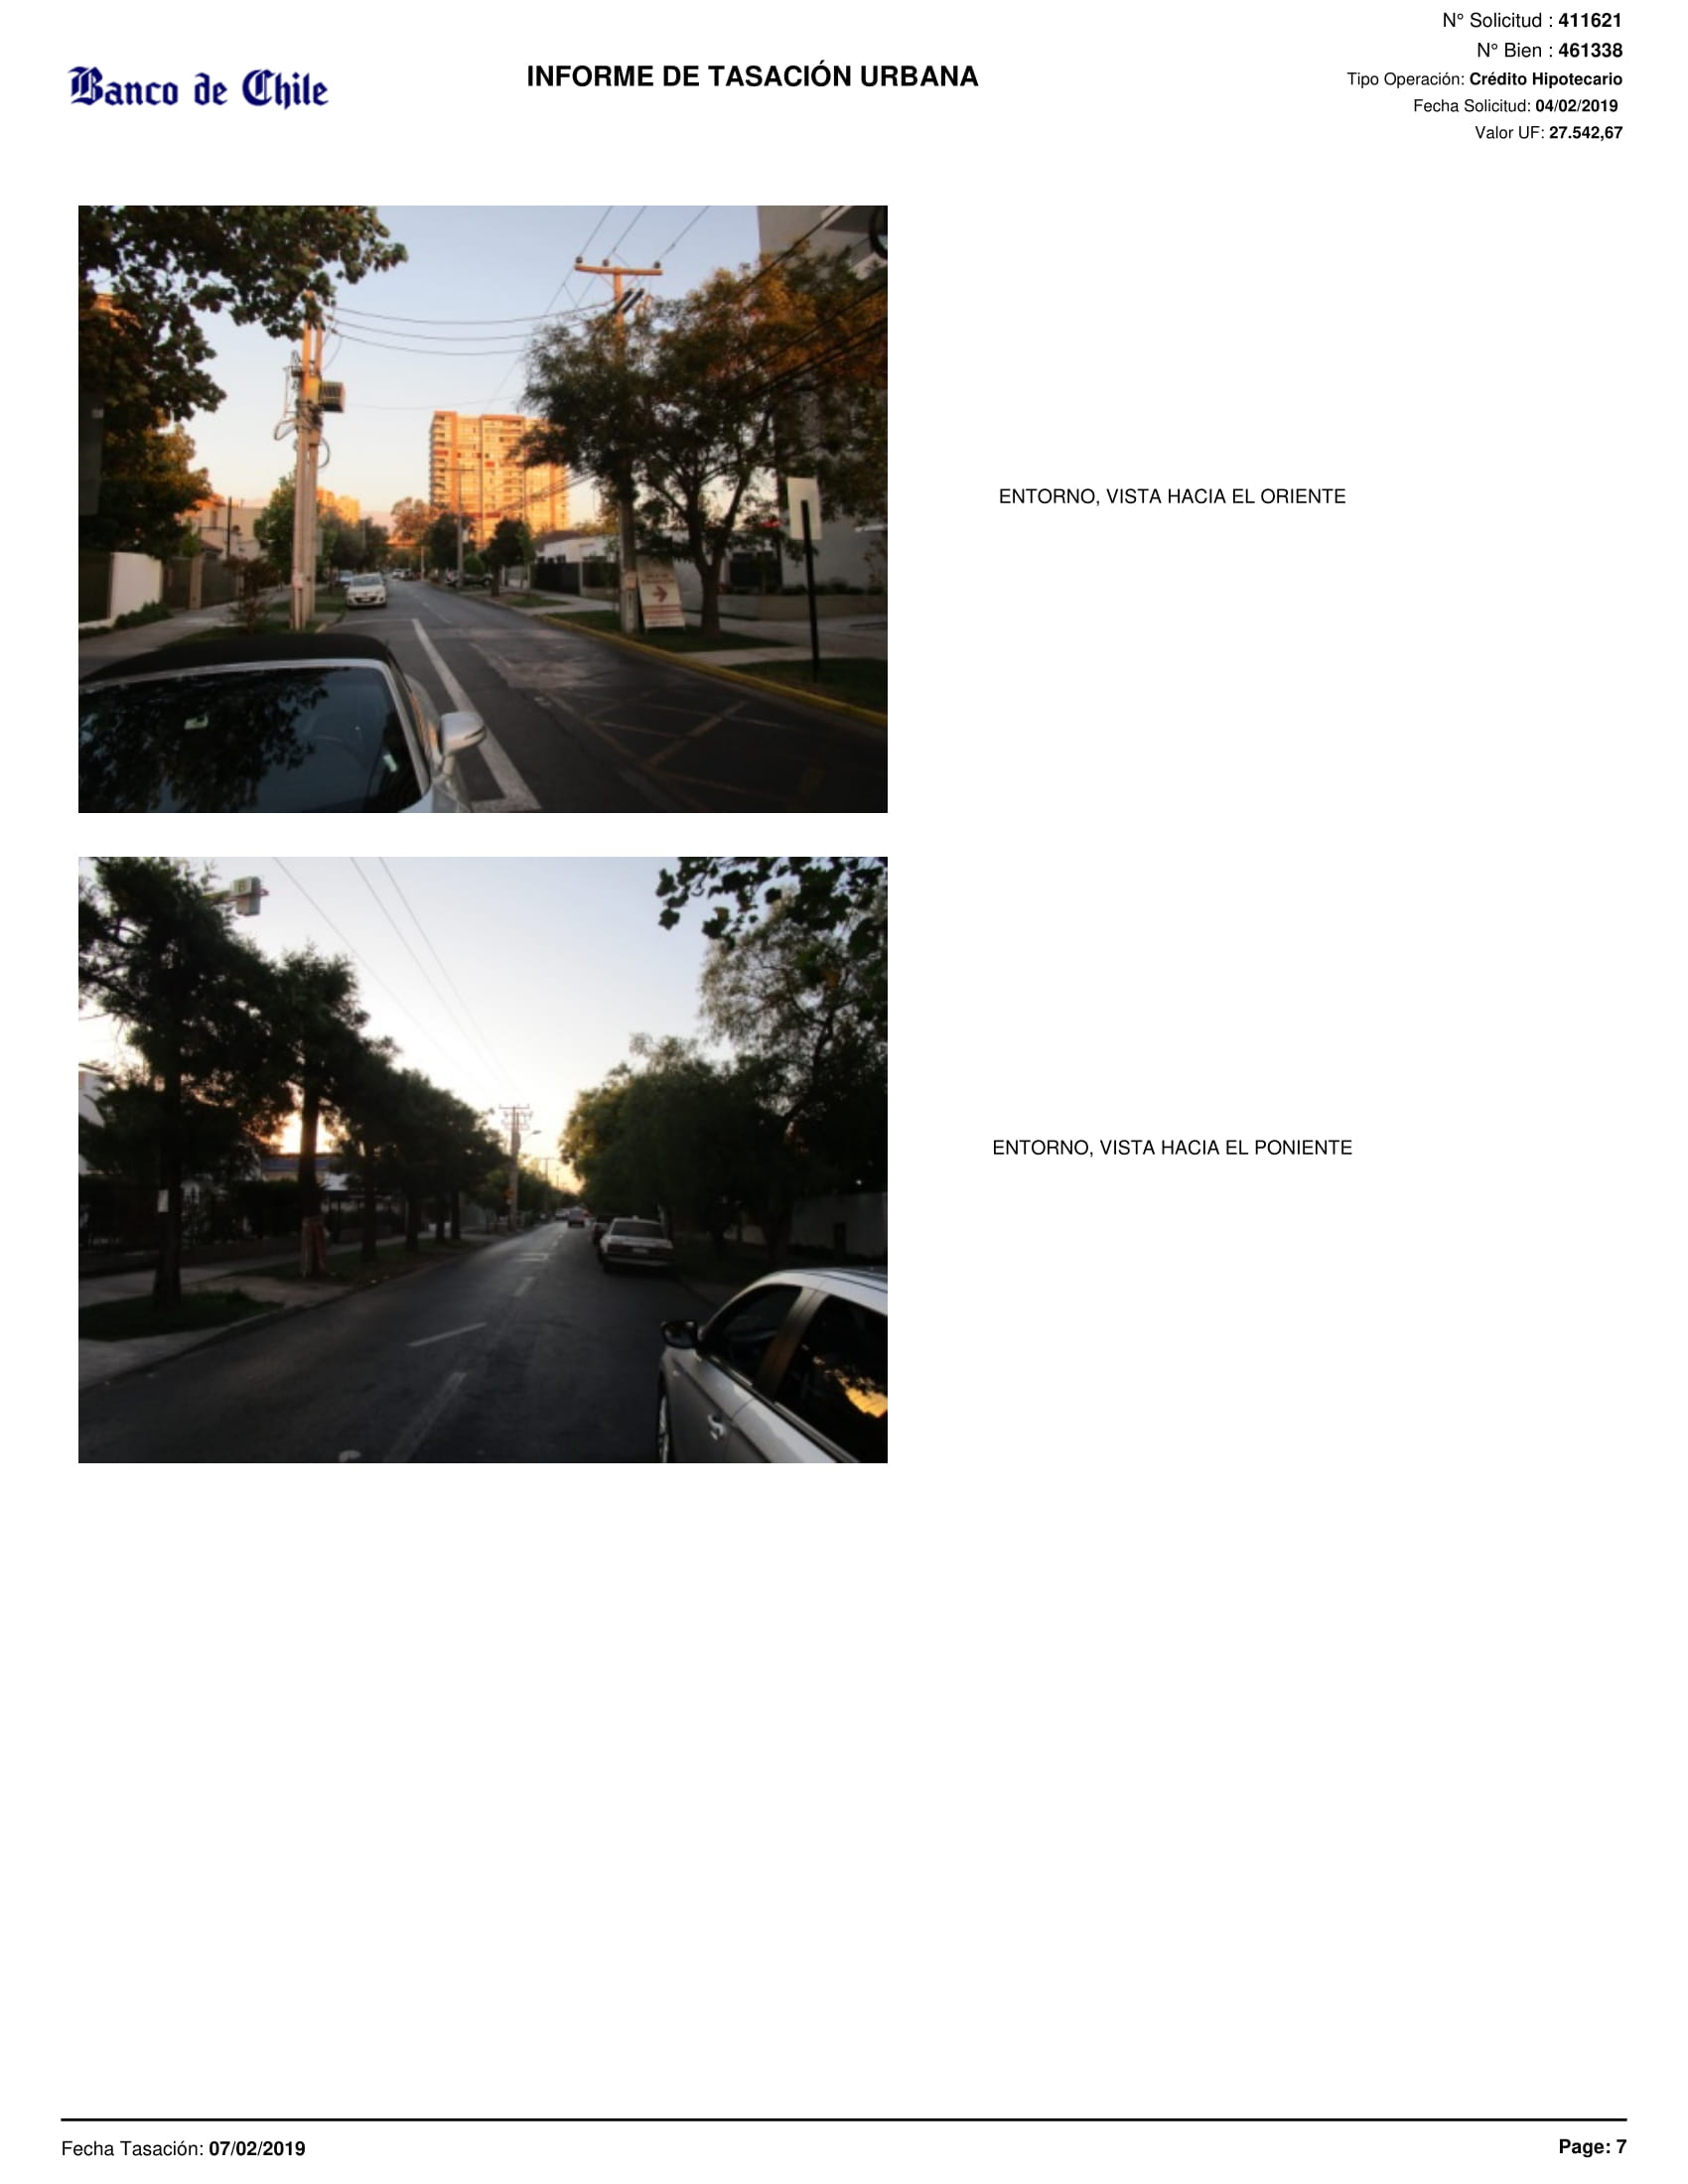 N° Solicitud : 411621
N° Bien : 461338
Tipo Operación: Crédito Hipotecario
Fecha Solicitud: 04/02/2019
Valor UF: 27.542,67
Banco de Chile
INFORME DE TASACIÓN URBANA
ENTORNO, VISTA HACIA EL ORIENTE
ENTORNO, VISTA HACIA EL PONIENTE
Fecha Tasación: 07/02/2019
Page: 7